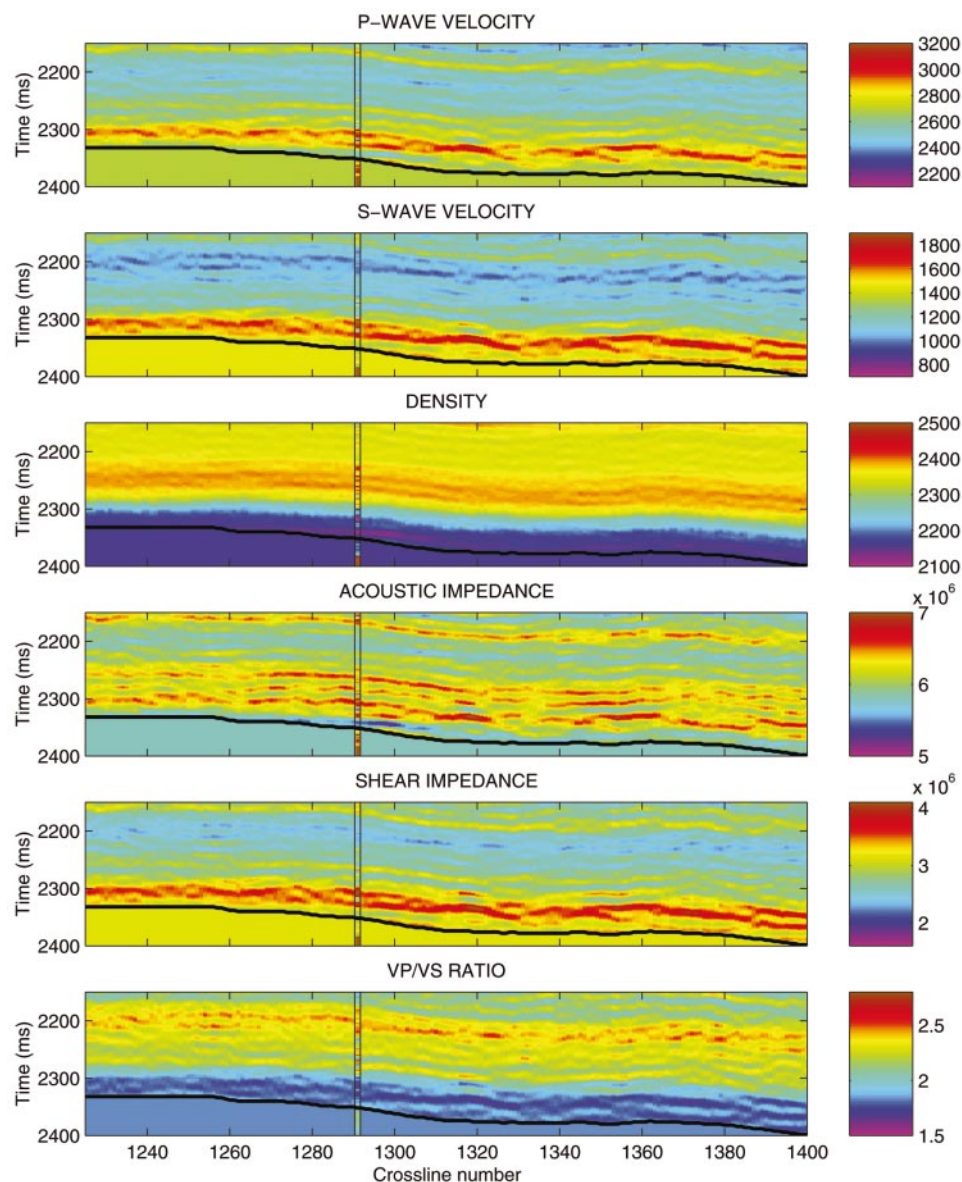 P-WAVE VELOCITY
Time (ms)
2200
2300
2400
3200
3000
2800
2600
2400
2200
S-WAVE VELOCITY
Time (ms)
2200
2300
2400
1800
1600
1400
1200
1000
800
DENSITY
Time (ms)
2200
2300
2400
2500
2400
2300
2200
2100
ACOUSTIC IMPEDANCE
x 10^6
Time (ms)
2200
2300
2400
7
6
5
SHEAR IMPEDANCE
x 10^6
Time (ms)
2200
2300
2400
4
3
2
VP/VS RATIO
Time (ms)
2200
2300
2400
2.5
2
1.5
1240 1260 1280 1300 1320 1340 1360 1380 1400
Crossline number